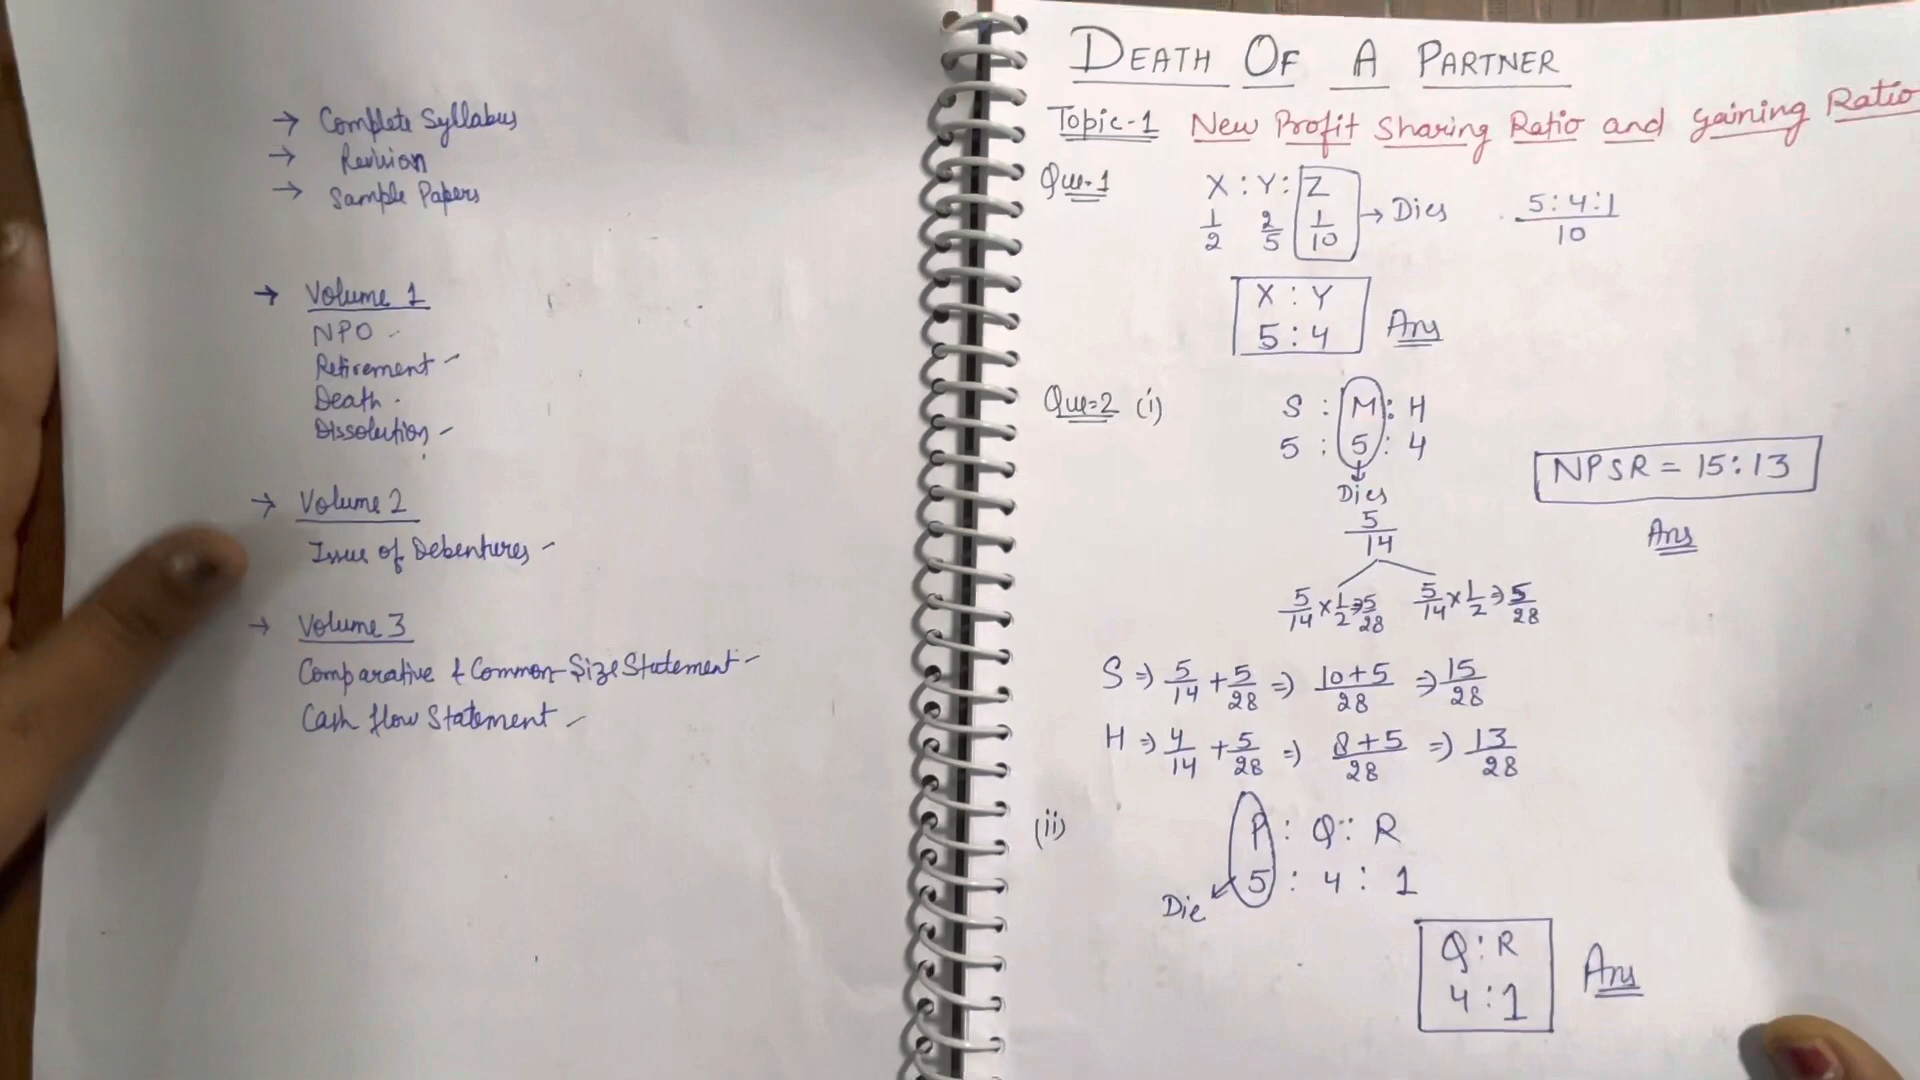 → Complete Syllabus
→ Revision
→ Sample Papers
→ Volume 1
NPO -
Retirement -
Death -
Dissolution -
→ Volume 2
Issue of Debentures -
→ Volume 3
Comparative & Common-Size Statement -
Cash flow Statement -
DEATH OF A PARTNER
Topic-1 New Profit Sharing Ratio and Gaining Ratio
Que.1 X : Y : Z
1/2 2/5 1/10 → Dies 5:4:1/10
X : Y
5 : 4 Ans
Que.2 (i) S : M : H
5 : 5 : 4
NPSR = 15:13
Dies
Ans
5/14
5/14 × 1/2 ⇒ 5/28 5/14 × 1/2 ⇒ 5/28
S ⇒ 5/14 + 5/28 ⇒ 10+5/28 ⇒ 15/28
H ⇒ 4/14 + 5/28 ⇒ 8+5/28 ⇒ 13/28
(ii) P : Q : R
5 : 4 : 1
Die
Q : R
4 : 1 Ans